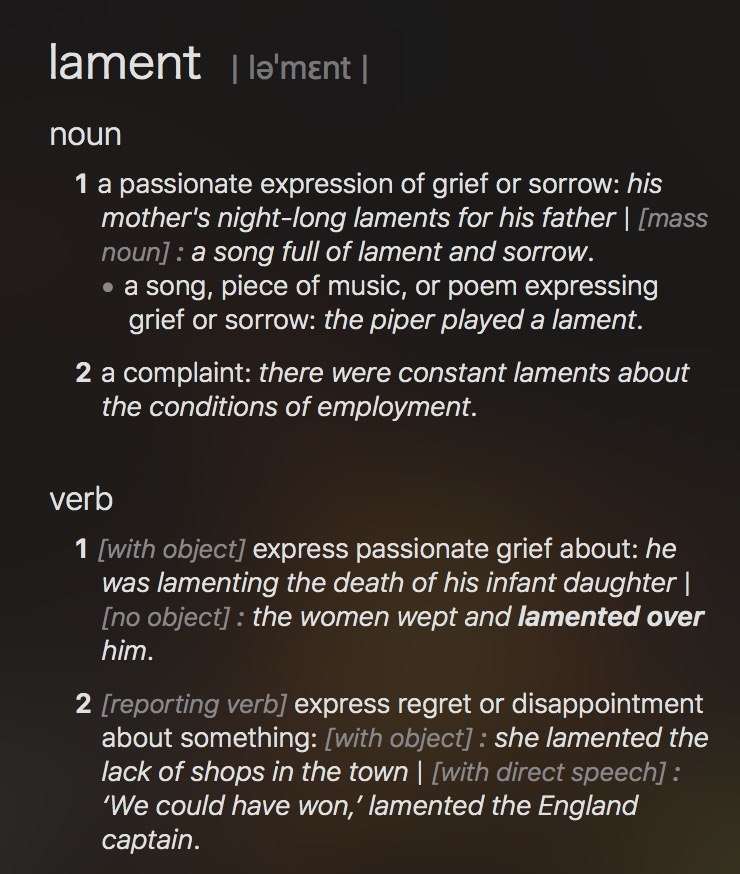 lament | ləˈmɛnt |
noun
1 a passionate expression of grief or sorrow: his
mother's night-long laments for his father | [mass
noun] : a song full of lament and sorrow.
• a song, piece of music, or poem expressing
grief or sorrow: the piper played a lament.
2 a complaint: there were constant laments about
the conditions of employment.
verb
1 [with object] express passionate grief about: he
was lamenting the death of his infant daughter |
[no object] : the women wept and lamented over
him.
2 [reporting verb] express regret or disappointment
about something: [with object] : she lamented the
lack of shops in the town | [with direct speech] :
‘We could have won,’ lamented the England
captain.